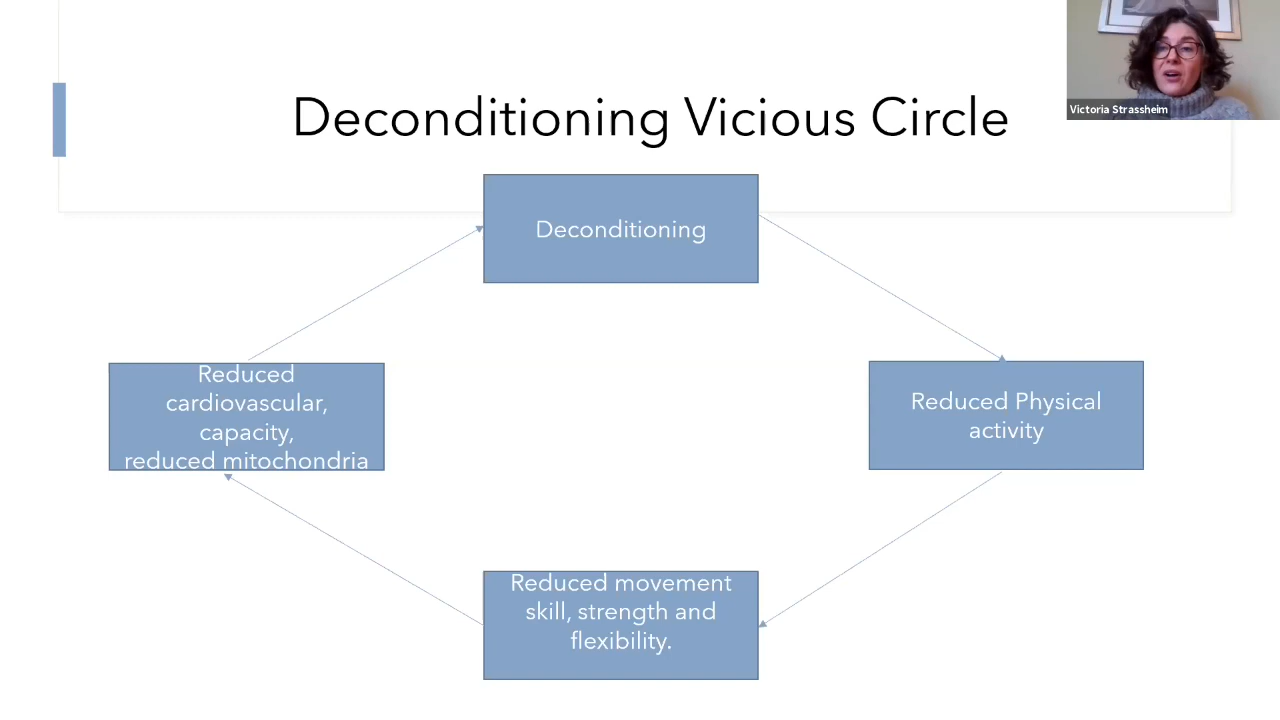 Victoria Strassheim
Deconditioning Vicious Circle
Deconditioning
Reduced Physical
activity
Reduced movement
skill, strength and
flexibility.
Reduced
cardiovascular,
capacity,
reduced mitochondria